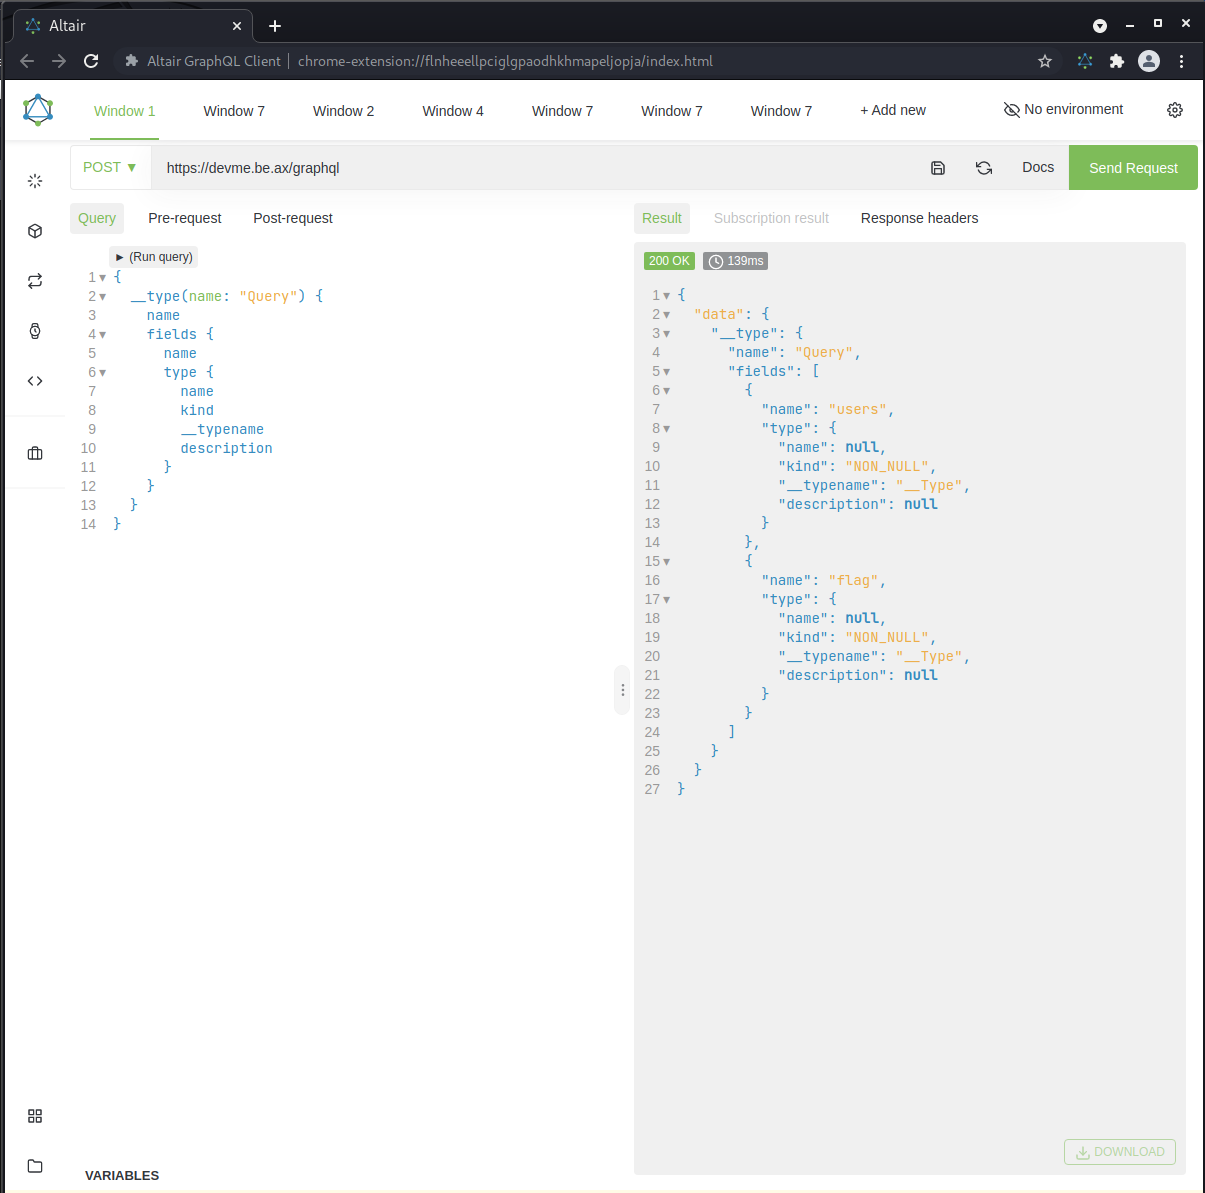 Altair
Altair GraphQL Client | chrome-extension://flnheeellpciglgpaodhkhmapeljopja/index.html
Window 1 Window 7 Window 2 Window 4 Window 7 Window 7 Window 7 + Add new No environment
POST ▼ https://devme.be.ax/graphql Docs Send Request
Query Pre-request Post-request
Result Subscription result Response headers
▶ (Run query)
1 {
2 __type(name: "Query") {
3 name
4 fields {
5 name
6 type {
7 name
8 kind
9 __typename
10 description
11 }
12 }
13 }
14 }
VARIABLES
200 OK 139ms
1 {
2 "data": {
3 "__type": {
4 "name": "Query",
5 "fields": [
6 {
7 "name": "users",
8 "type": {
9 "name": null,
10 "kind": "NON_NULL",
11 "__typename": "__Type",
12 "description": null
13 }
14 },
15 {
16 "name": "flag",
17 "type": {
18 "name": null,
19 "kind": "NON_NULL",
20 "__typename": "__Type",
21 "description": null
22 }
23 }
24 ]
25 }
26 }
27 }
DOWNLOAD